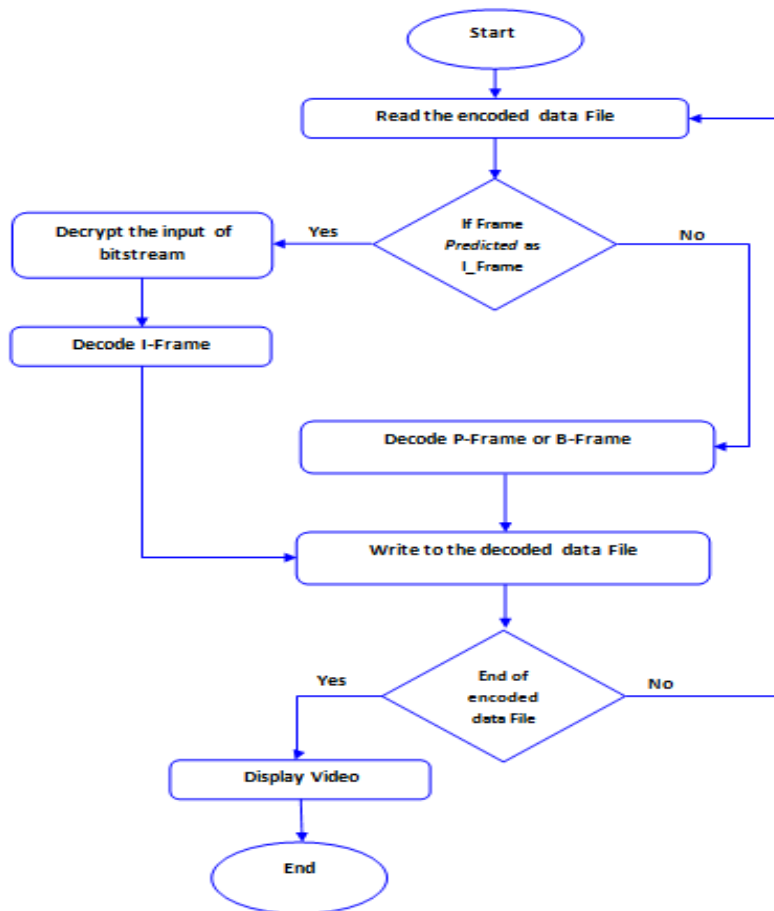 Start
Read the encoded data File
If Frame
Predicted as
I_Frame
Yes
No
Decrypt the input of
bitstream
Decode I-Frame
Decode P-Frame or B-Frame
Write to the decoded data File
End of
encoded
data File
Yes
No
Display Video
End